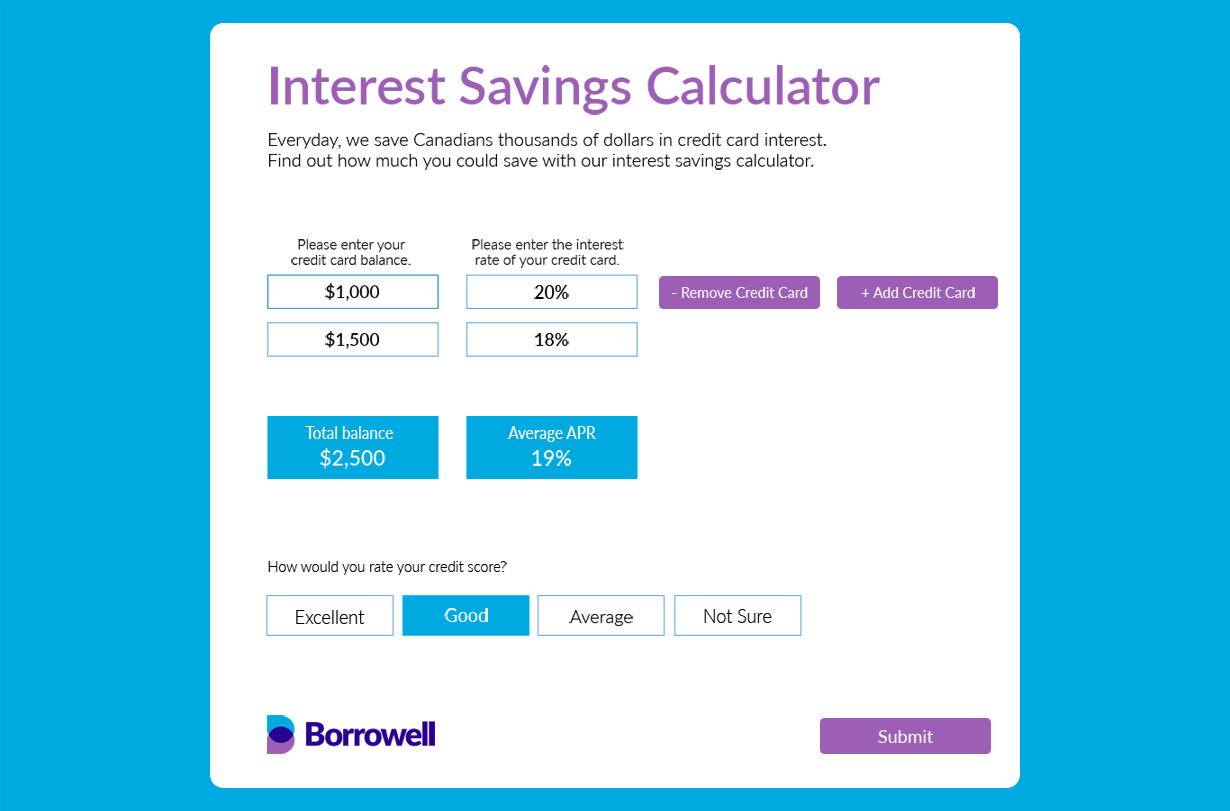 Interest Savings Calculator
Everyday, we save Canadians thousands of dollars in credit card interest.
Find out how much you could save with our interest savings calculator.
Please enter your
credit card balance.
Please enter the interest
rate of your credit card.
$1,000
20%
- Remove Credit Card
+ Add Credit Card
$1,500
18%
Total balance
$2,500
Average APR
19%
How would you rate your credit score?
Excellent
Good
Average
Not Sure
Borrowell
Submit